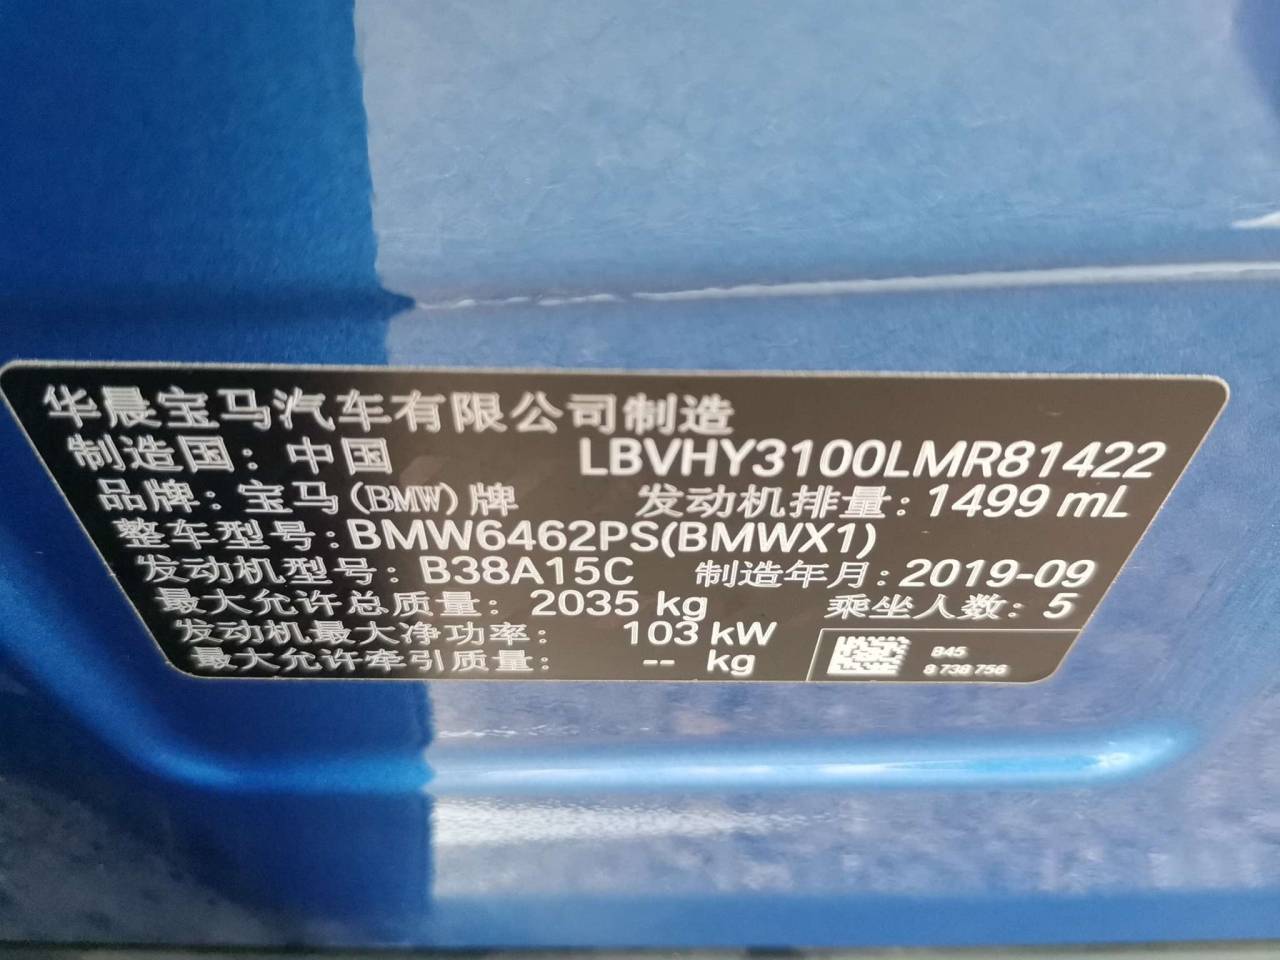 华晨宝马汽车有限公司制造
制造国：中国 LBVHY3100LMR81422
品牌：宝马(BMW)牌 发动机排量：1499 mL
整车型号：BMW6462PS(BMWX1)
发动机型号：B38A15C 制造年月：2019-09
最大允许总质量：2035 kg 乘坐人数：5
发动机最大净功率：103 kW
最大允许牵引质量：-- kg
B45
8 738 756